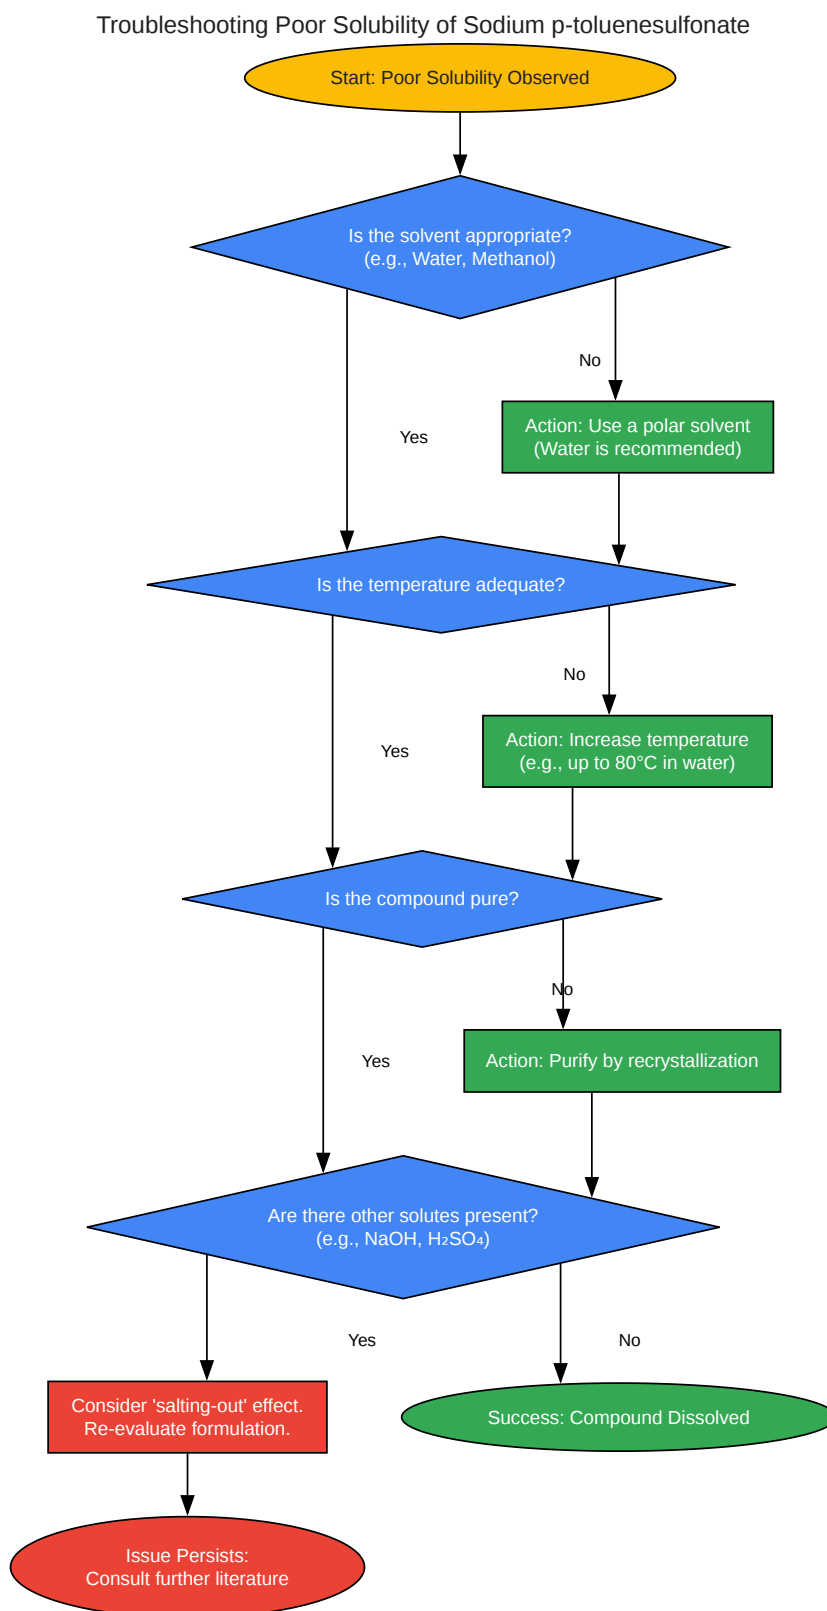 Troubleshooting Poor Solubility of Sodium p-toluenesulfonate
Start: Poor Solubility Observed
Is the solvent appropriate?
(e.g., Water, Methanol)
No
Action: Use a polar solvent
(Water is recommended)
Yes
Is the temperature adequate?
No
Action: Increase temperature
(e.g., up to 80°C in water)
Yes
Is the compound pure?
No
Action: Purify by recrystallization
Yes
Are there other solutes present?
(e.g., NaOH, H₂SO₄)
Yes
No
Consider 'salting-out' effect.
Re-evaluate formulation.
Success: Compound Dissolved
Issue Persists:
Consult further literature